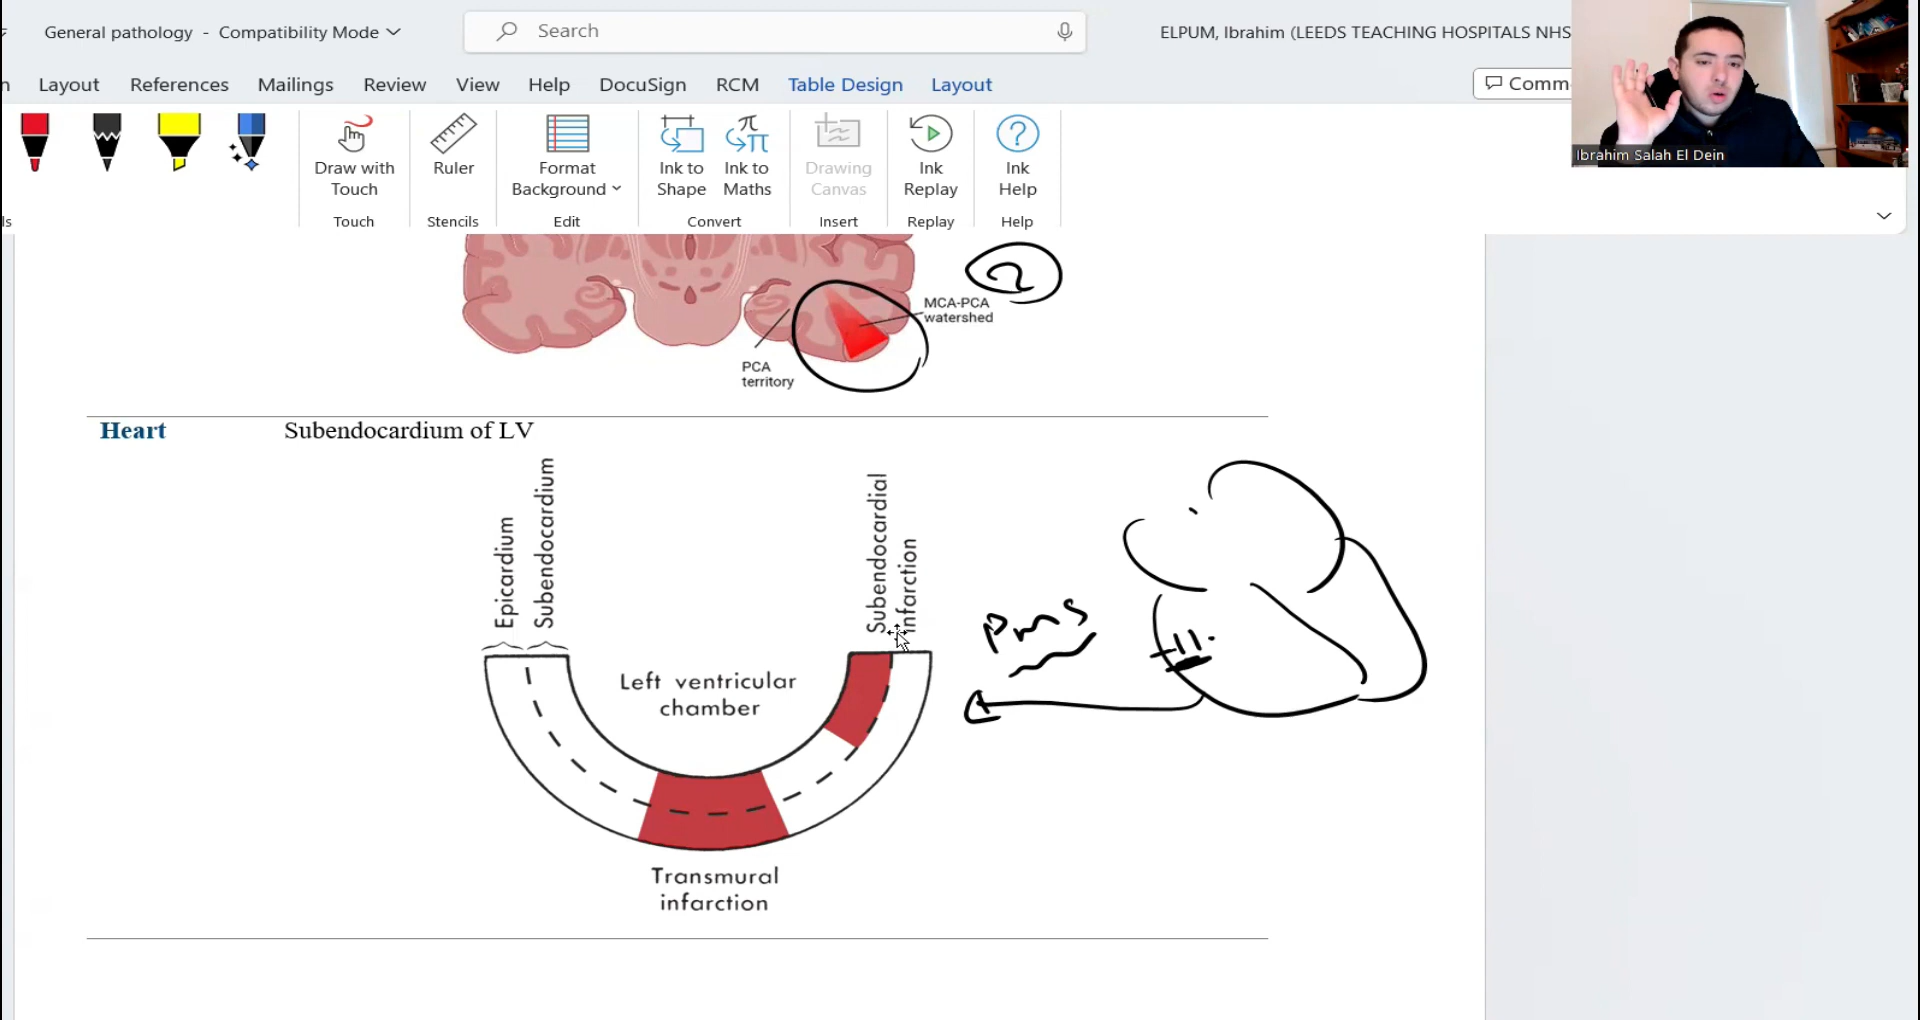 General pathology - Compatibility Mode
Search
ELPUM, Ibrahim (LEEDS TEACHING HOSPITALS NHS
Layout References Mailings Review View Help DocuSign RCM Table Design Layout
Comm
Draw with Touch
Ruler
Format Background
Ink to Shape
Ink to Maths
Drawing Canvas
Ink Replay
Ink Help
ls
Touch Stencils Edit Convert Insert Replay Help
Ibrahim Salah El Dein
2
MCA-PCA
watershed
PCA
territory
Heart Subendocardium of LV
Epicardium
Subendocardium
Subendocardial
infarction
Left ventricular
chamber
PMS
Transmural
infarction